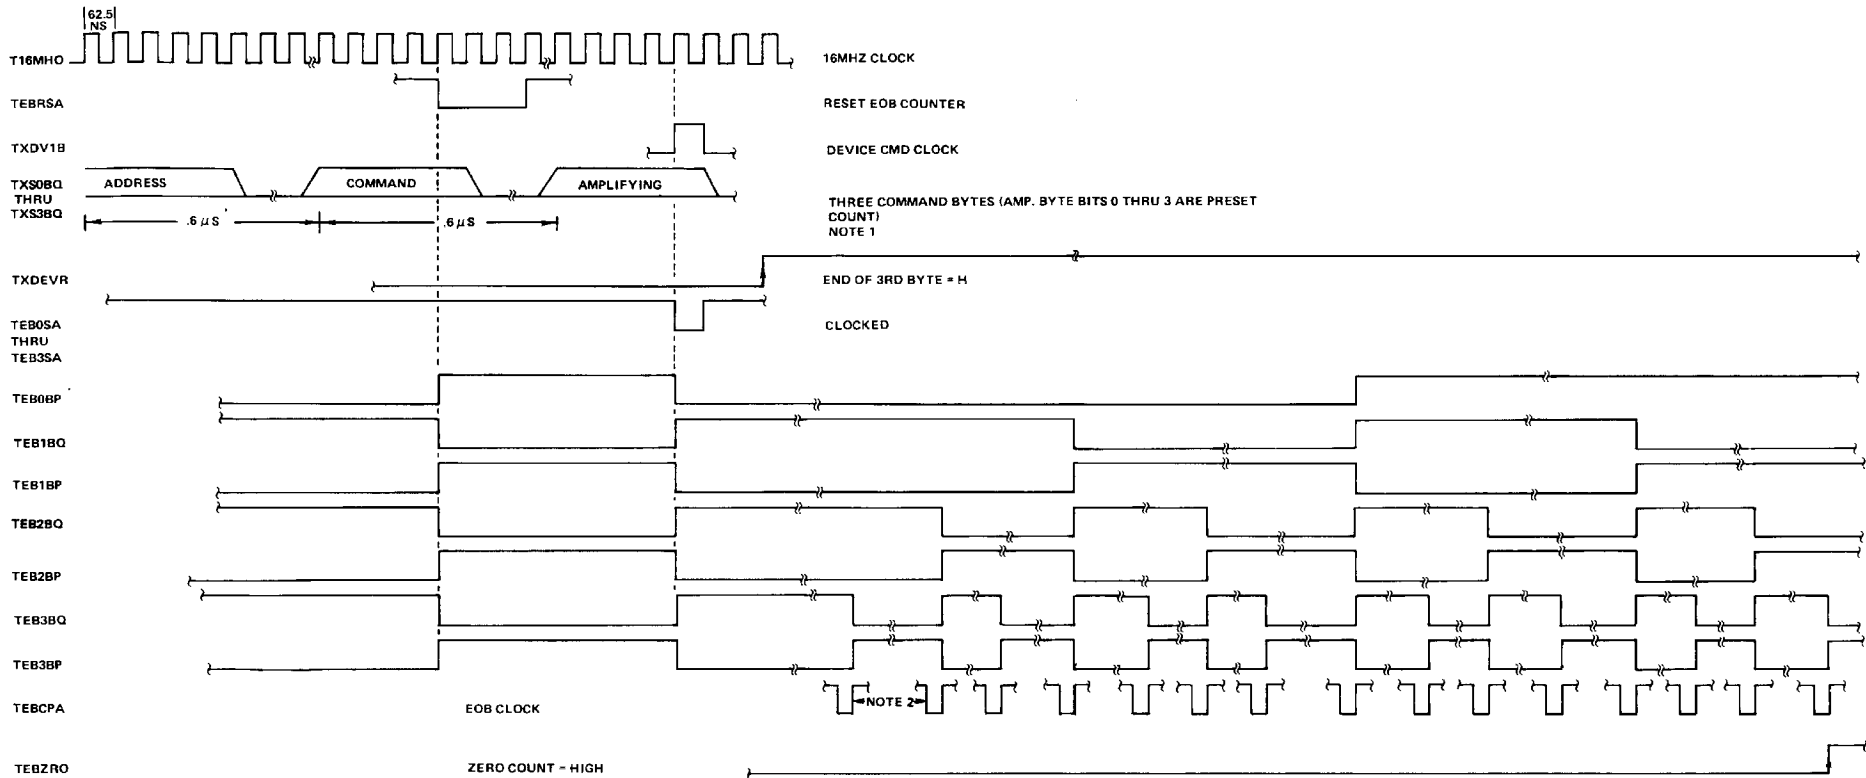 62.5
NS
T16MHO
16MHZ CLOCK
TEBRSA
RESET EOB COUNTER
TXDV1B
DEVICE CMD CLOCK
TXS0BQ
THRU
TXS3BQ
ADDRESS
COMMAND
AMPLIFYING
.6 μS
.6 μS
THREE COMMAND BYTES (AMP. BYTE BITS 0 THRU 3 ARE PRESET
COUNT)
NOTE 1
TXDEVR
END OF 3RD BYTE = H
TEB0SA
THRU
TEB3SA
CLOCKED
TEB0BP
TEB1BQ
TEB1BP
TEB2BQ
TEB2BP
TEB3BQ
TEB3BP
TEBCPA
EOB CLOCK
NOTE 2
TEBZRO
ZERO COUNT = HIGH